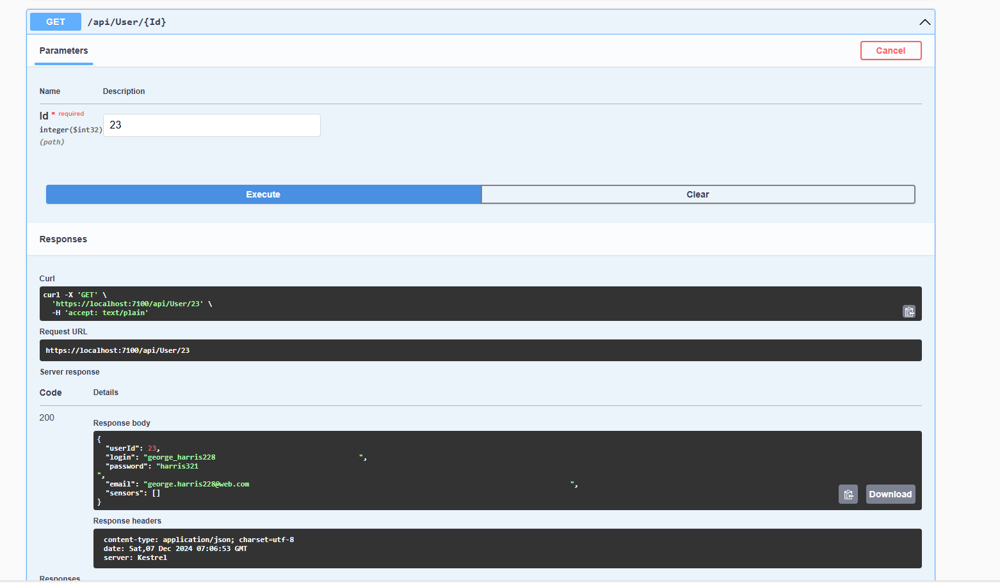 GET /api/User/{Id}
Parameters
Cancel
Name Description
Id * required
integer($int32)
(path)
23
Execute Clear
Responses
Curl
curl -X 'GET' \
  'https://localhost:7100/api/User/23' \
  -H 'accept: text/plain'
Request URL
https://localhost:7100/api/User/23
Server response
Code Details
200
Response body
{
  "userId": 23,
  "login": "george_harris228                                  ",
  "password": "harris321
",
  "email": "george.harris228@web.com                                                                            ",
  "sensors": []
}
Download
Response headers
content-type: application/json; charset=utf-8
date: Sat,07 Dec 2024 07:06:53 GMT
server: Kestrel
Responses